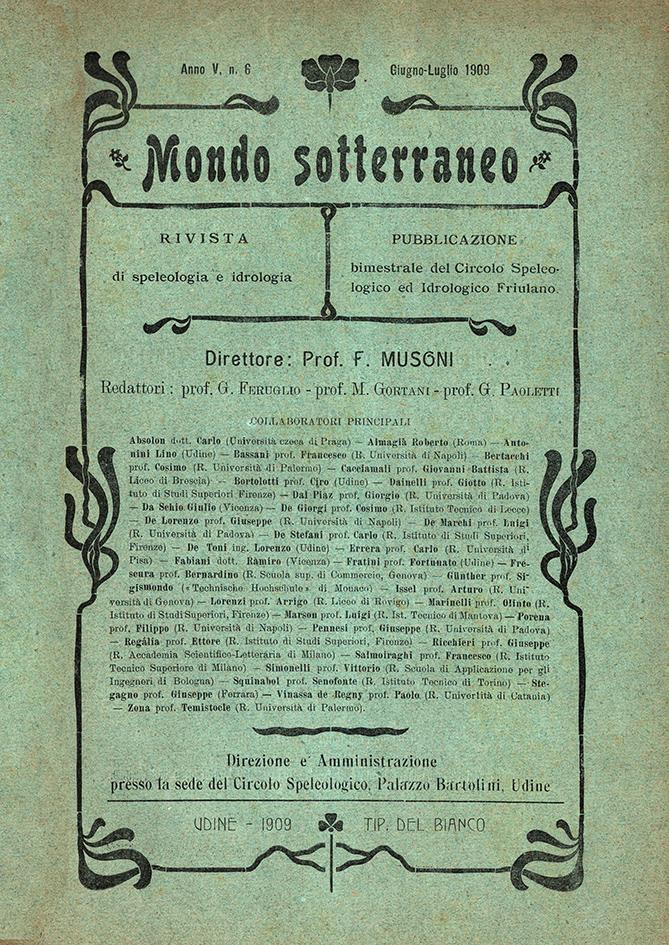 Anno V, n. 6
Giugno-Luglio 1909
Mondo sotterraneo
RIVISTA
di speleologia e idrologia
PUBBLICAZIONE
bimestrale del Circolo Speleo-
logico ed Idrologico Friulano.
Direttore: Prof. F. MUSONI
Redattori: prof. G. FERUGLIO - prof. M. GORTANI - prof. G. PAOLETTI
COLLABORATORI PRINCIPALI
Absolon dott. Carlo (Università czeca di Praga) — Almagià Roberto (Roma) — Anto-
nini Lino (Udine) — Bassani prof. Francesco (R. Università di Napoli) — Bertacchi
prof. Cosimo (R. Università di Palermo) — Cacciamali prof. Giovanni Battista (R.
Liceo di Brescia) — Bortolotti prof. Ciro (Udine) — Dainelli prof. Giotto (R. Isti-
tuto di Studi Superiori Firenze) — Dal Piaz prof. Giorgio (R. Università di Padova)
— Da Schio Giulio (Vicenza) — De Giorgi prof. Cosimo (R. Istituto Tecnico di Lecce)
— De Lorenzo prof. Giuseppe (R. Università di Napoli) — De Marchi prof. Luigi
(R. Università di Padova) — De Stefani prof. Carlo (R. Istituto di Studi Superiori,
Firenze) — De Toni ing. Lorenzo (Udine) — Errera prof. Carlo (R. Università di
Pisa) — Fabiani dott. Ramiro (Vicenza) — Fratini prof. Fortunato (Udine) — Fre-
scura prof. Bernardino (R. Scuola sup. di Commercio, Genova) — Günther prof. Si-
gismondo («Technische Hochschule» di Monaco) — Issel prof. Arturo (R. Uni-
versità di Genova) — Lorenzi prof. Arrigo (R. Liceo di Rovigo) — Marinelli prof. Olinto (R.
Istituto di Studi Superiori, Firenze) — Marson prof. Luigi (R. Ist. Tecnico di Mantova) — Porena
prof. Filippo (R. Università di Napoli) — Pennesi prof. Giuseppe (R. Università di Padova)
— Regàlia prof. Ettore (R. Istituto di Studi Superiori, Firenze) — Ricchieri prof. Giuseppe
(R. Accademia Scientifico-Letteraria di Milano) — Salmoiraghi prof. Francesco (R. Istituto
Tecnico Superiore di Milano) — Simonelli prof. Vittorio (R. Scuola di Applicazione per gli
Ingegneri di Bologna) — Squinabol prof. Senofonte (R. Istituto Tecnico di Torino) — Ste-
gagno prof. Giuseppe (Ferrara) — Vinassa de Regny prof. Paolo (R. Univertità di Catania)
— Zona prof. Temistocle (R. Università di Palermo).
Direzione e Amministrazione
presso la sede del Circolo Speleologico, Palazzo Bartolini, Udine
UDINE - 1909 TIP. DEL BIANCO